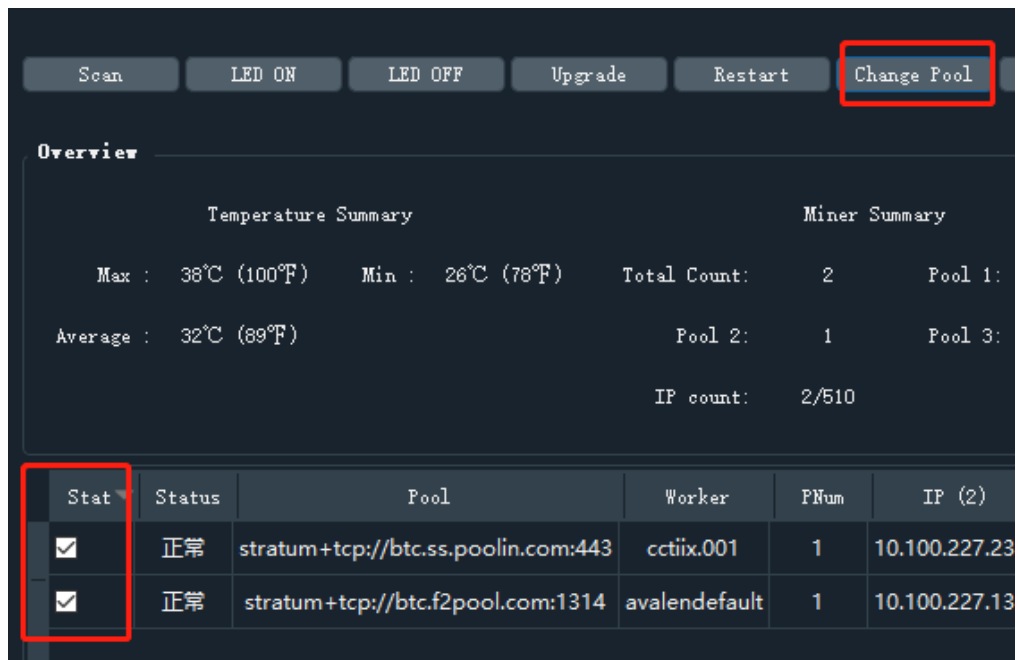 Scan LED ON LED OFF Upgrade Restart Change Pool
Overview
Temperature Summary Miner Summary
Max : 38℃ (100℉) Min : 26℃ (78℉) Total Count: 2 Pool 1:
Average : 32℃ (89℉) Pool 2: 1 Pool 3:
IP count: 2/510
Stat Status Pool Worker PNum IP (2)
正常 stratum+tcp://btc.ss.poolin.com:443 cctiix.001 1 10.100.227.23
正常 stratum+tcp://btc.f2pool.com:1314 avalendefault 1 10.100.227.13